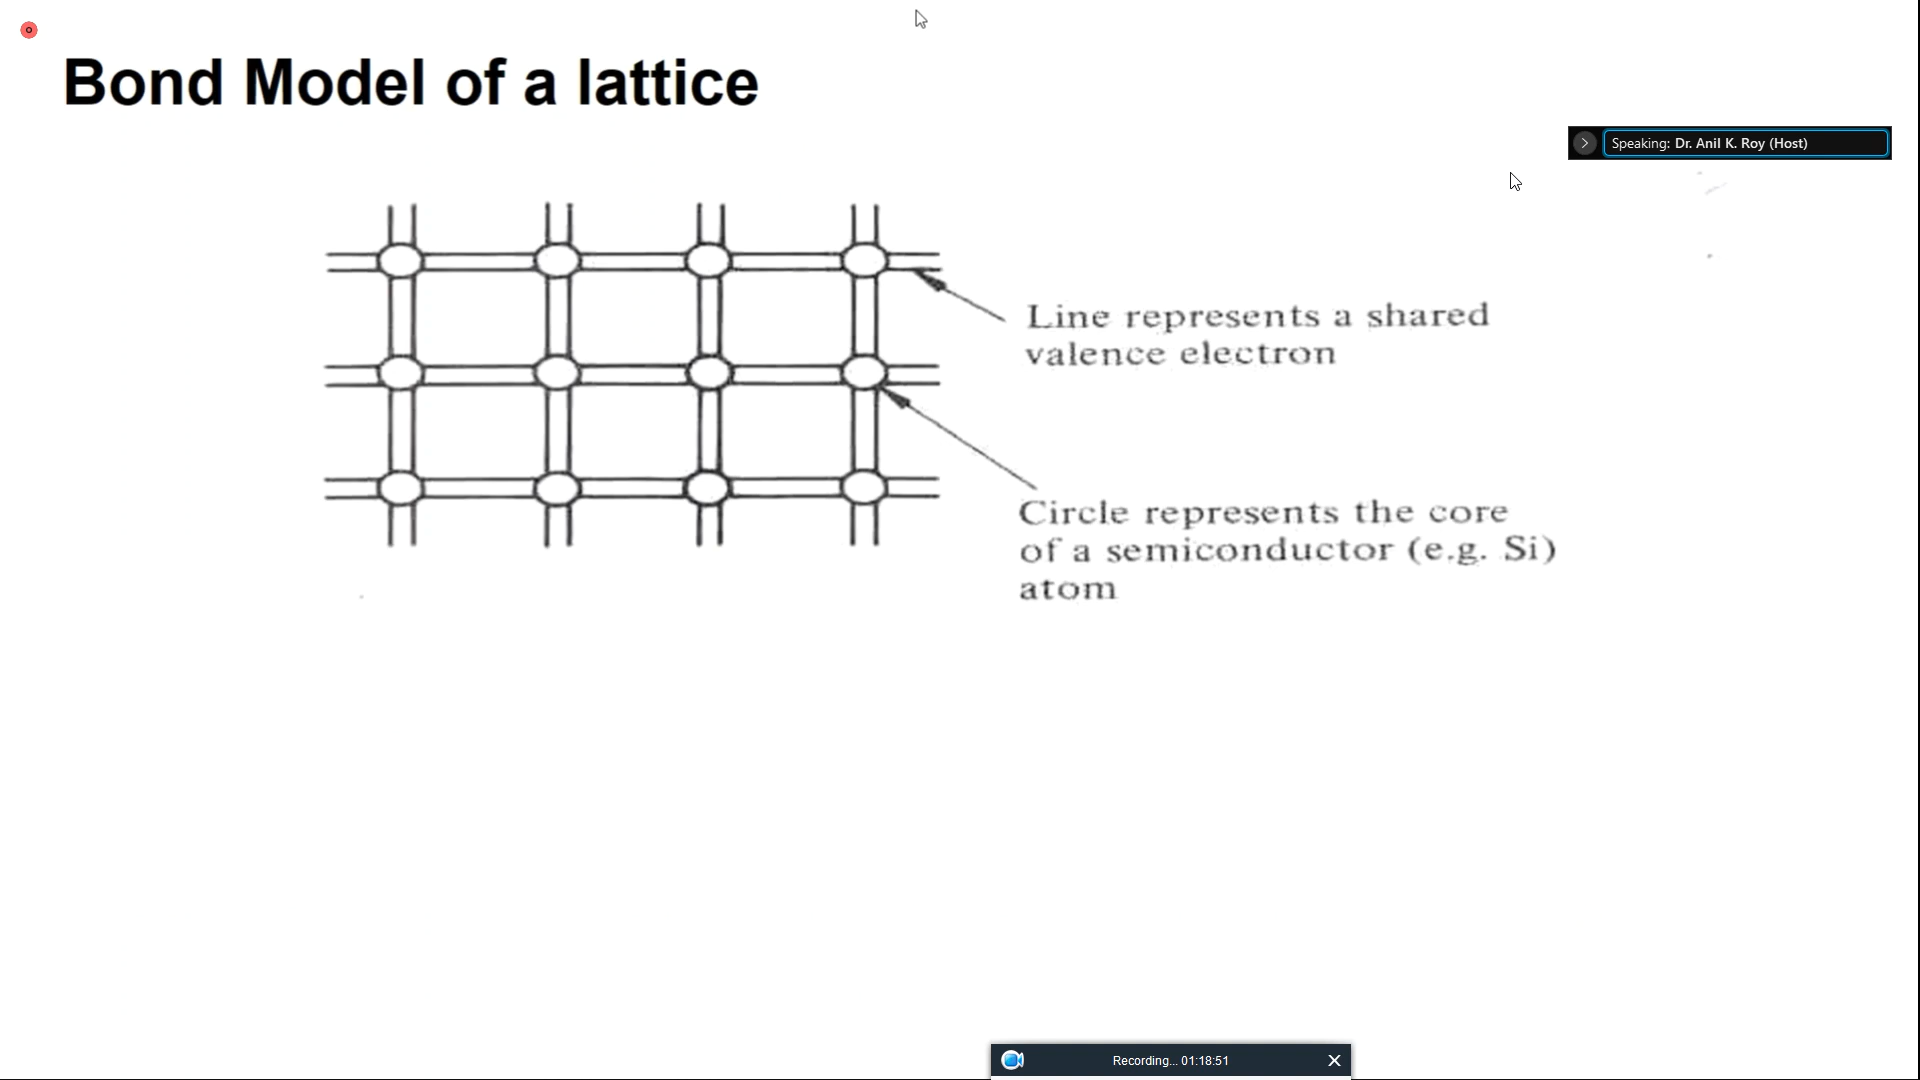 Bond Model of a lattice
Speaking: Dr. Anil K. Roy (Host)
Line represents a shared
valence electron
Circle represents the core
of a semiconductor (e.g. Si)
atom
Recording... 01:18:51